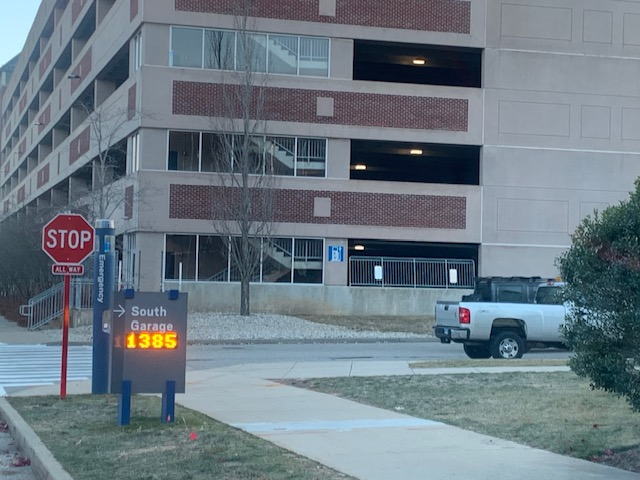 STOP
ALL WAY
Emergency
South
Garage
1385